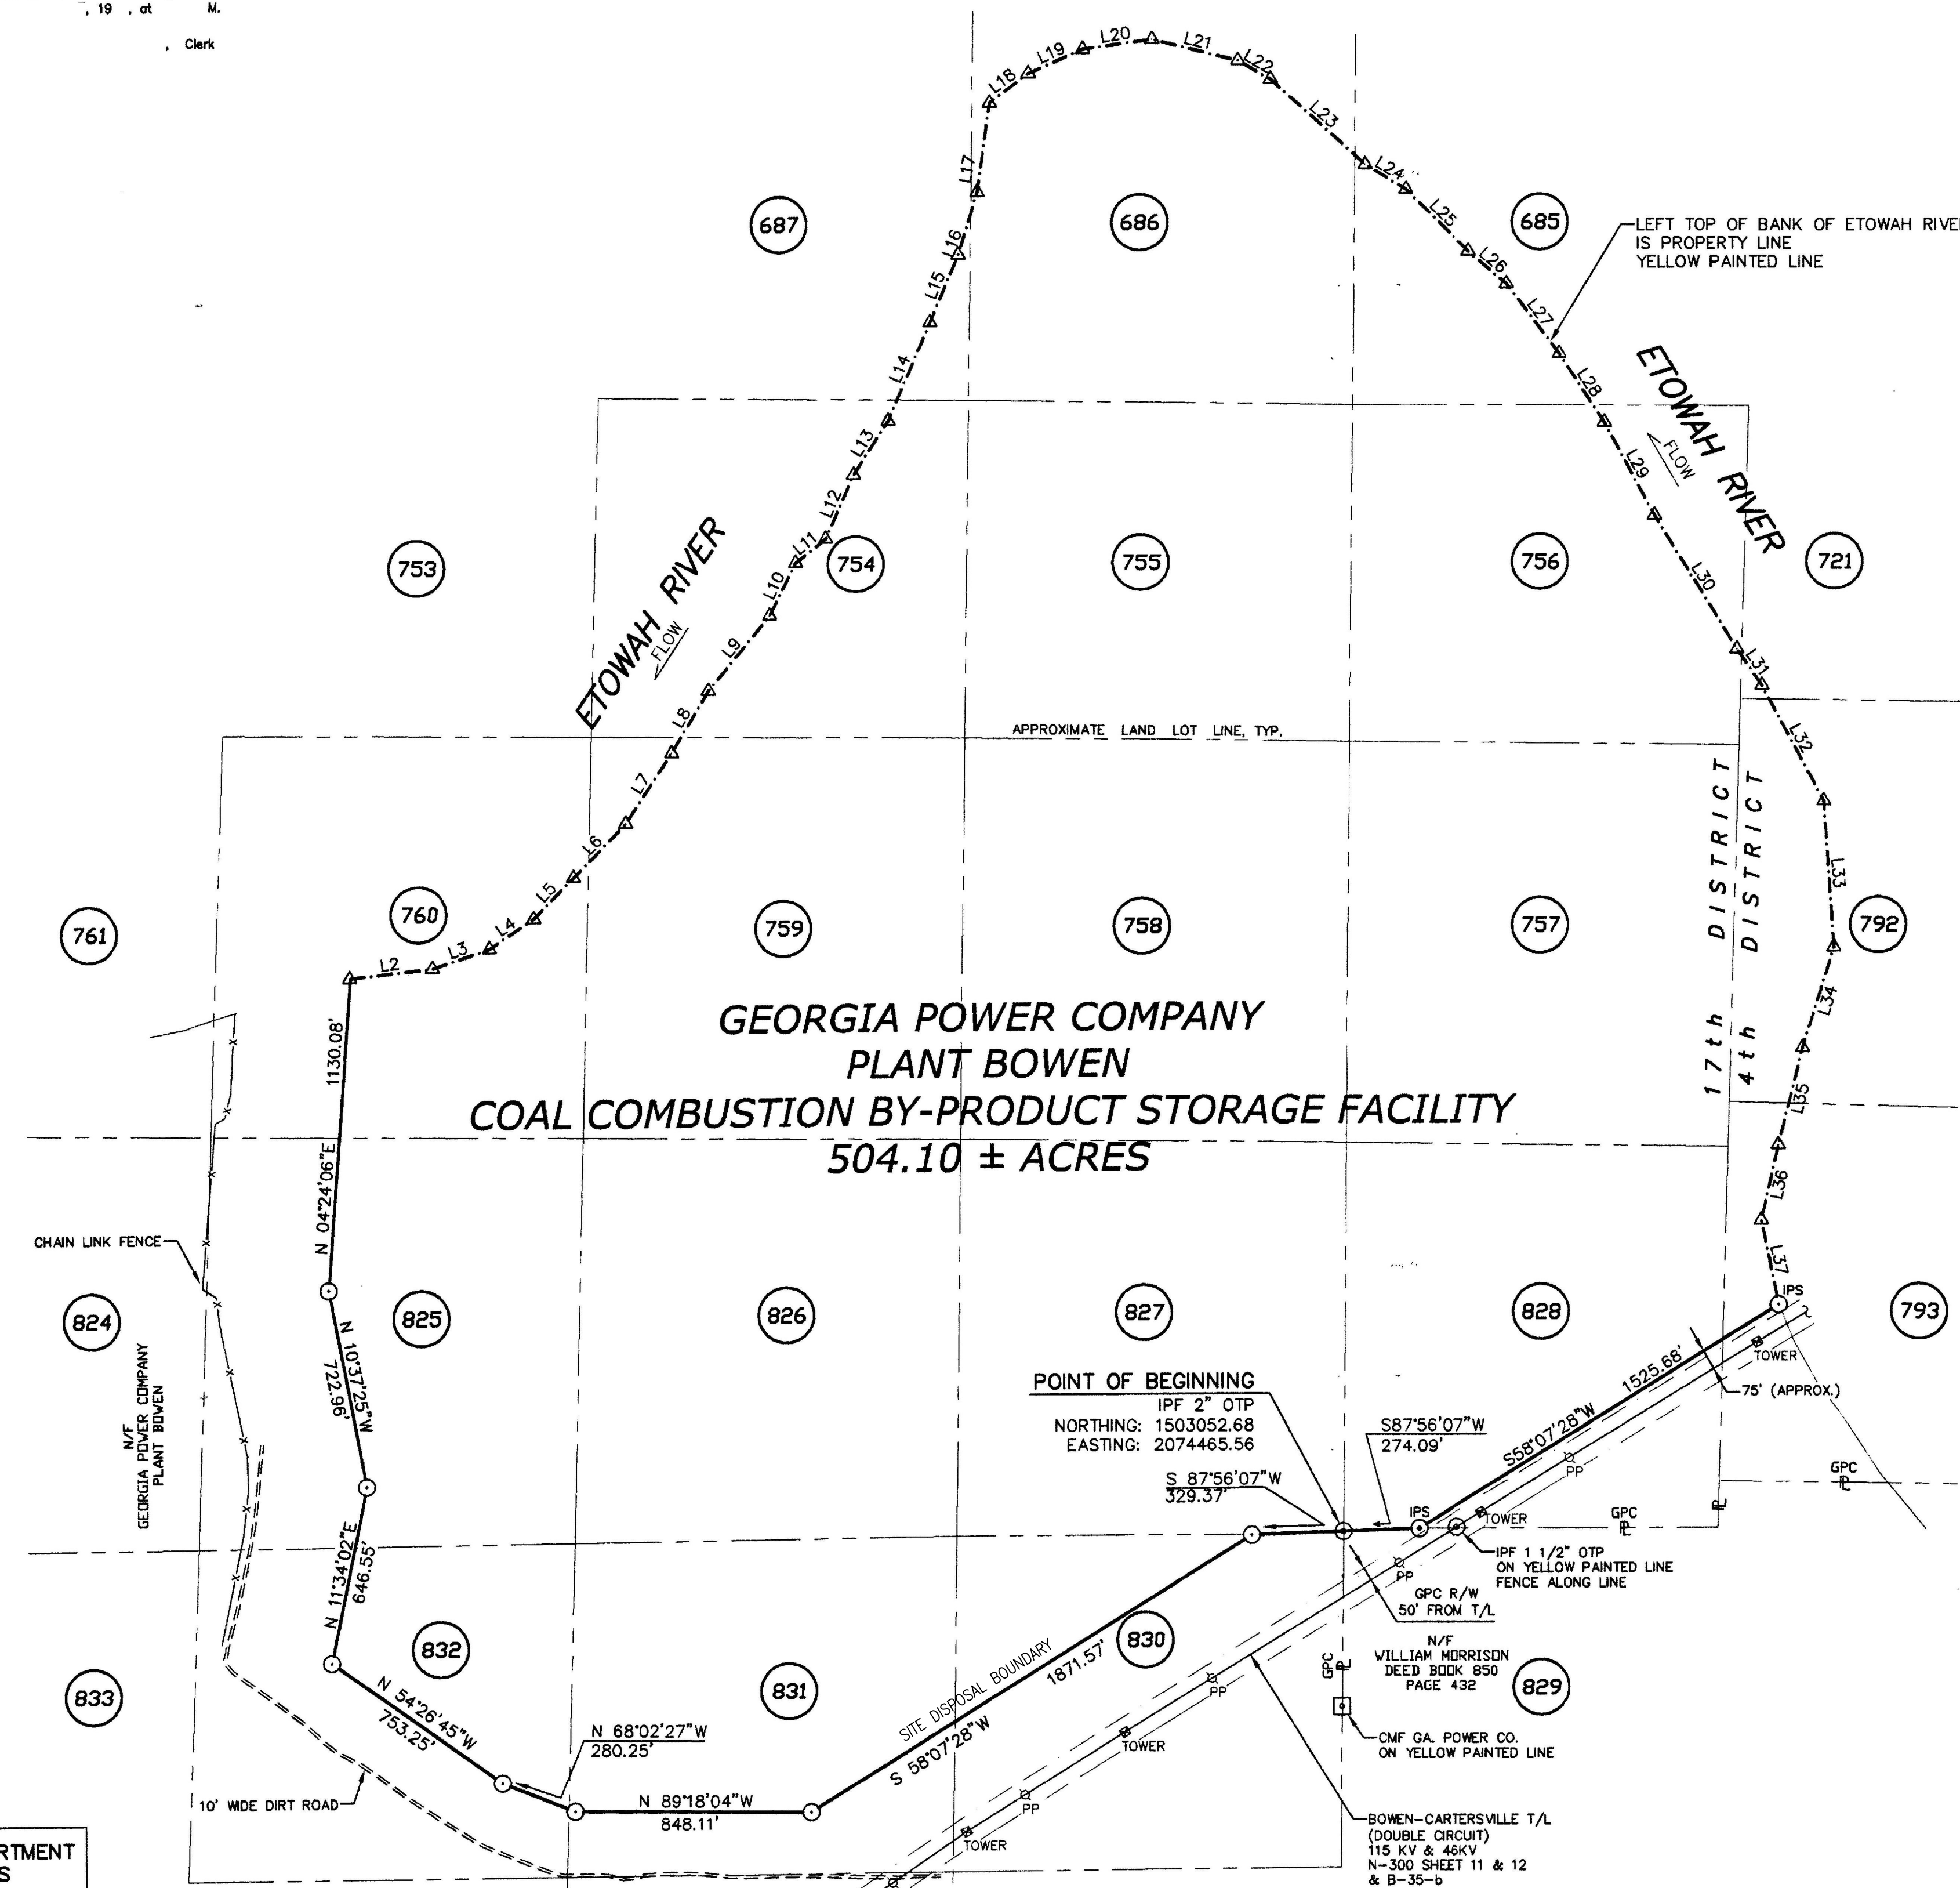 , 19 , at M.
, Clerk
L20
L21
L22
L19
L18
L23
L24
L17
L25
687
686
685
LEFT TOP OF BANK OF ETOWAH RIVE
IS PROPERTY LINE
YELLOW PAINTED LINE
L16
L26
L15
L27
L14
L28
ETOWAH RIVER
FLOW
L13
L29
L12
L11
753
754
755
756
721
L10
L30
ETOWAH RIVER
FLOW
L9
L31
L8
APPROXIMATE LAND LOT LINE, TYP.
L32
L7
17th DISTRICT
4th DISTRICT
L6
L33
L5
761
760
759
758
757
792
L4
L3
L2
L34
GEORGIA POWER COMPANY
PLANT BOWEN
COAL COMBUSTION BY-PRODUCT STORAGE FACILITY
504.10 ± ACRES
L35
N 04°24'06"E
1130.08'
L36
CHAIN LINK FENCE
L37
IPS
824
825
826
827
828
793
N/F
GEORGIA POWER COMPANY
PLANT BOWEN
N 10°37'25"W
722.96'
TOWER
75' (APPROX.)
POINT OF BEGINNING
IPF 2" OTP
NORTHING: 1503052.68
EASTING: 2074465.56
S87°56'07"W
274.09'
S58°07'28"W
1525.68'
S 87°56'07"W
329.37'
PP
GPC
PL
IPS
TOWER
GPC
PL
PL
IPF 1 1/2" OTP
ON YELLOW PAINTED LINE
FENCE ALONG LINE
N 11°34'02"E
646.55'
PP
GPC R/W
50' FROM T/L
832
830
N/F
WILLIAM MORRISON
DEED BOOK 850
PAGE 432
GPC
PL
833
831
829
SITE DISPOSAL BOUNDARY
1871.57'
S 58°07'28"W
PP
N 54°26'45"W
753.25'
N 68°02'27"W
280.25'
TOWER
CMF GA. POWER CO.
ON YELLOW PAINTED LINE
10' WIDE DIRT ROAD
N 89°18'04"W
848.11'
PP
TOWER
BOWEN-CARTERSVILLE T/L
(DOUBLE CIRCUIT)
115 KV & 46KV
N-300 SHEET 11 & 12
& B-35-b
RTMENT
S